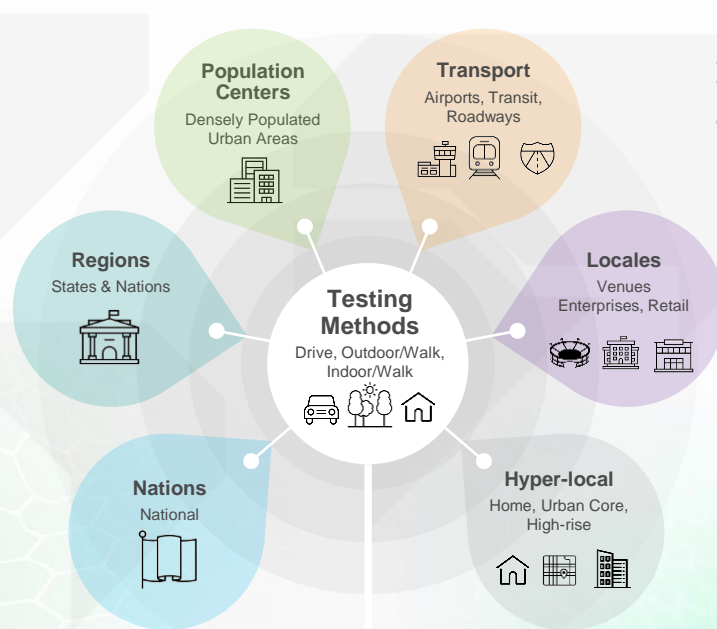 Population
Centers
Densely Populated
Urban Areas
Transport
Airports, Transit,
Roadways
Regions
States & Nations
Testing
Methods
Drive, Outdoor/Walk,
Indoor/Walk
Locales
Venues
Enterprises, Retail
Nations
National
Hyper-local
Home, Urban Core,
High-rise